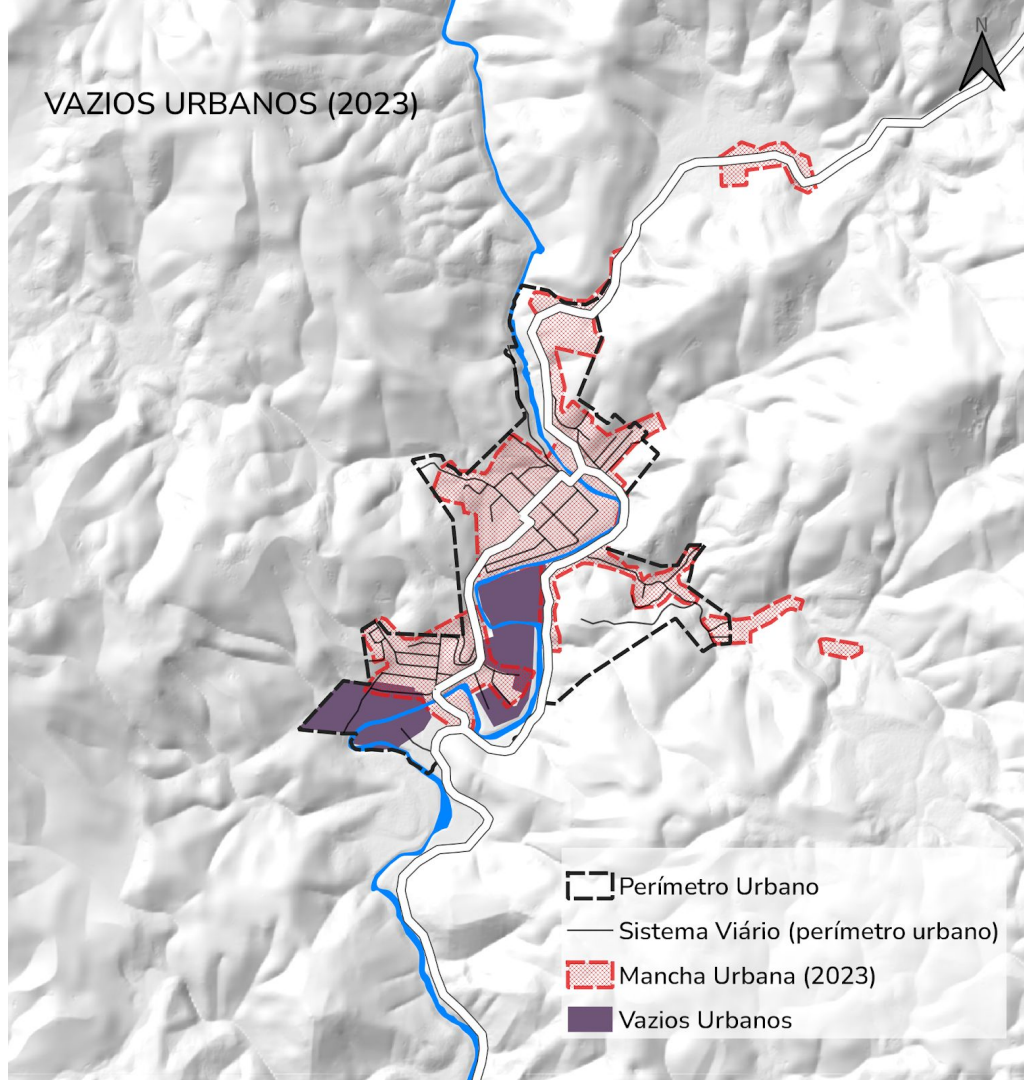 N
VAZIOS URBANOS (2023)
Perímetro Urbano
Sistema Viário (perímetro urbano)
Mancha Urbana (2023)
Vazios Urbanos